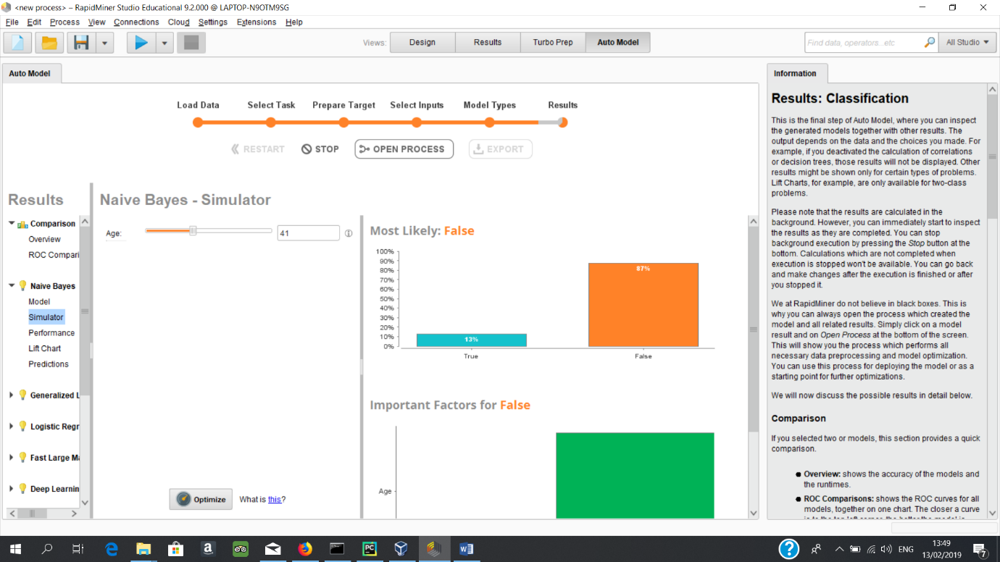 <new process> – RapidMiner Studio Educational 9.2.000 @ LAPTOP-N9OTM9SG
File Edit Process View Connections Cloud Settings Extensions Help
Views: Design Results Turbo Prep Auto Model
Find data, operators...etc
All Studio
Auto Model
Load Data Select Task Prepare Target Select Inputs Model Types Results
RESTART STOP OPEN PROCESS EXPORT
Results
Comparison
Overview
ROC Compari
Naive Bayes
Model
Simulator
Performance
Lift Chart
Predictions
Generalized L
Logistic Regr
Fast Large Ma
Deep Learnin
Naive Bayes - Simulator
Age: 41
Optimize What is this?
Most Likely: False
100%
90%
80%
70%
60%
50%
40%
30%
20%
10%
0%
13%
87%
True False
Important Factors for False
Age
Information
Results: Classification
This is the final step of Auto Model, where you can inspect
the generated models together with other results. The
output depends on the data and the choices you made. For
example, if you deactivated the calculation of correlations
or decision trees, those results will not be displayed. Other
results might be shown only for certain types of problems.
Lift Charts, for example, are only available for two-class
problems.
Please note that the results are calculated in the
background. However, you can immediately start to inspect
the results as they are completed. You can stop
background execution by pressing the Stop button at the
bottom. Calculations which are not completed when
execution is stopped won't be available. You can go back
and make changes after the execution is finished or after
you stopped it.
We at RapidMiner do not believe in black boxes. This is
why you can always open the process which created the
model and all related results. Simply click on a model
result and on Open Process at the bottom of the screen.
This will show you the process which performs all
necessary data preprocessing and model optimization.
You can use this process for deploying the model or as a
starting point for further optimizations.
We will now discuss the possible results in detail below.
Comparison
If you selected two or models, this section provides a quick
comparison.
Overview: shows the accuracy of the models and
the runtimes.
ROC Comparisons: shows the ROC curves for all
models, together on one chart. The closer a curve
ENG
13:49
13/02/2019
7